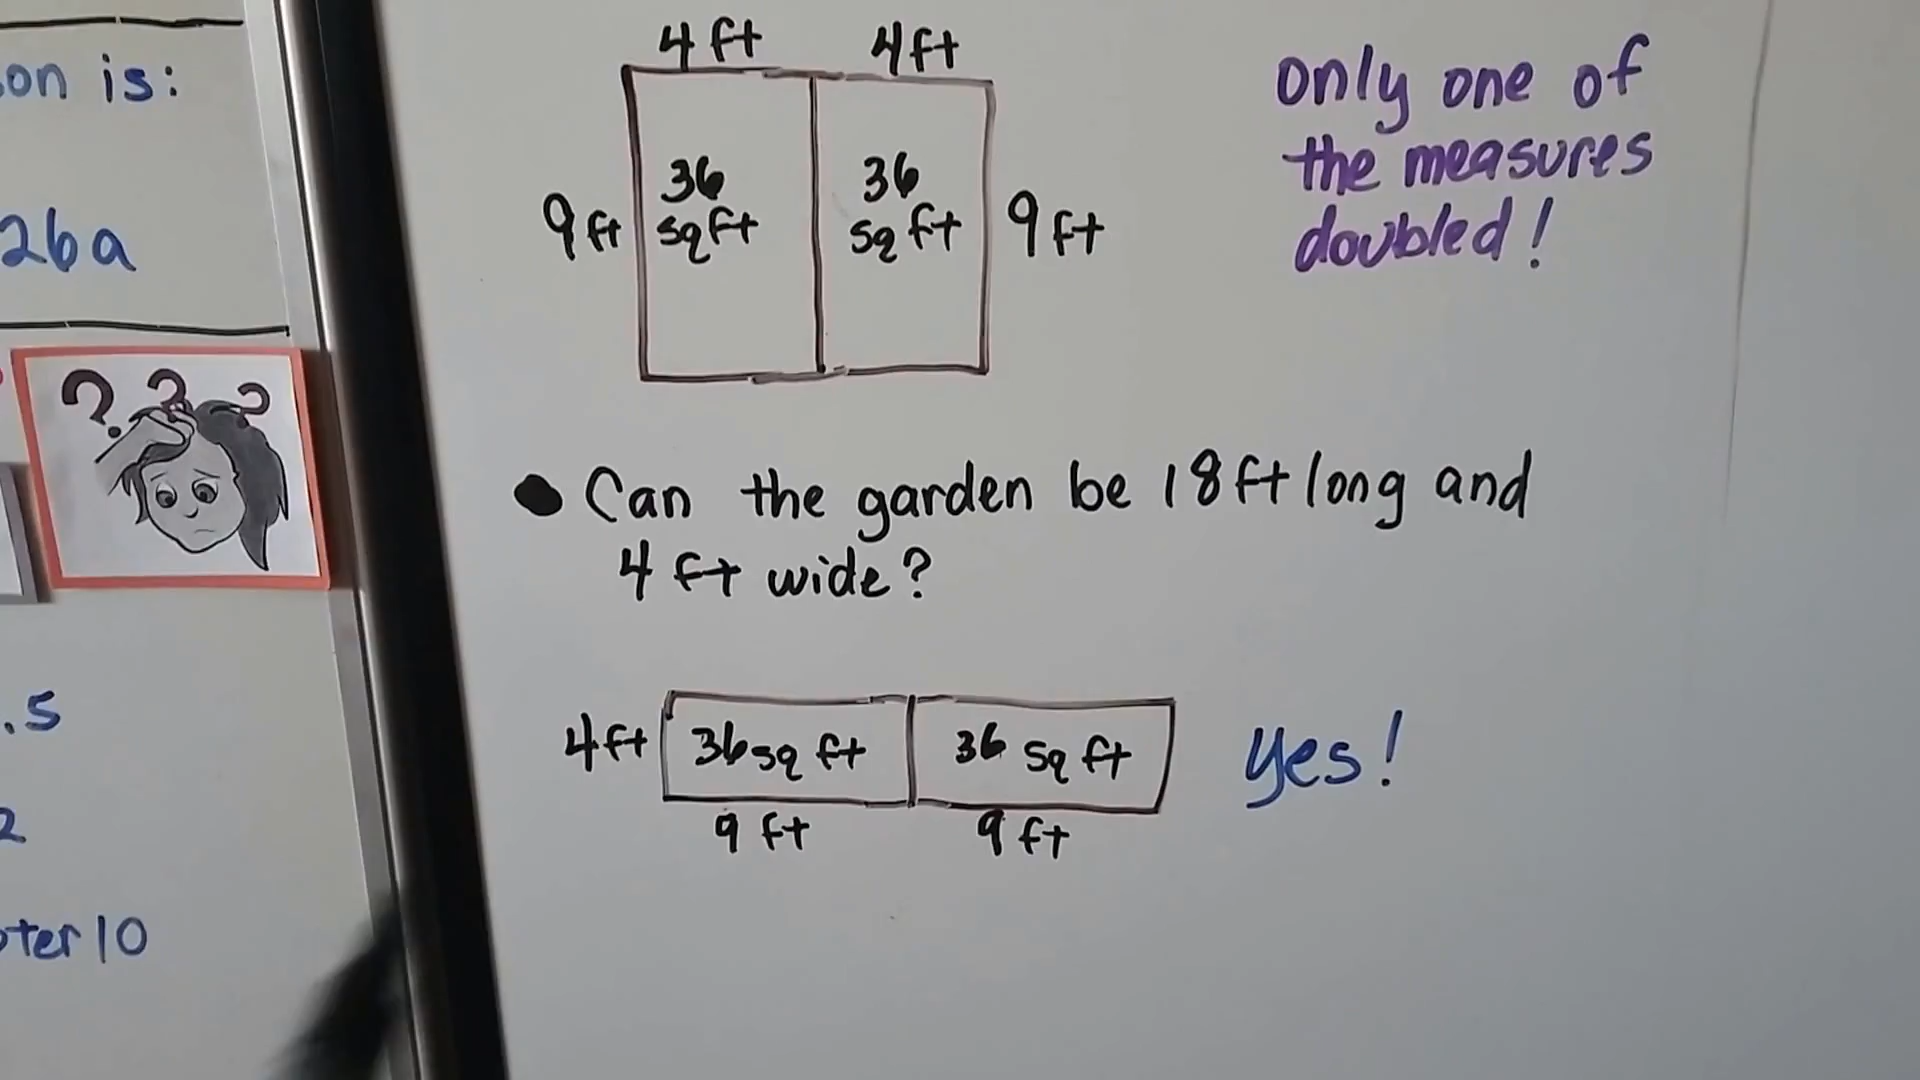 on is:
26a
.5
2
ter 10
4 ft 4 ft
9 ft 36 sq ft 36 sq ft 9 ft
only one of
the measures
doubled!
● Can the garden be 18 ft long and
4 ft wide?
4 ft 36 sq ft 36 sq ft yes!
9 ft 9 ft
? ? ?